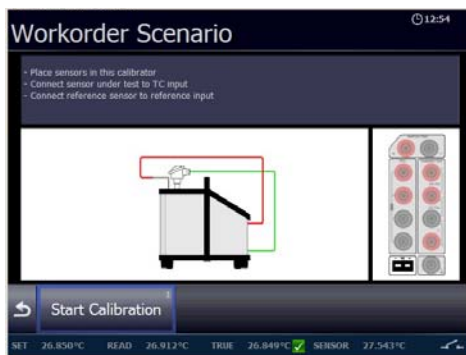 Workorder Scenario
12:54
- Place sensors in this calibrator
- Connect sensor under test to TC input
- Connect reference sensor to reference input
Start Calibration
SET 26.850°C READ 26.912°C TRUE 26.849°C SENSOR 27.543°C